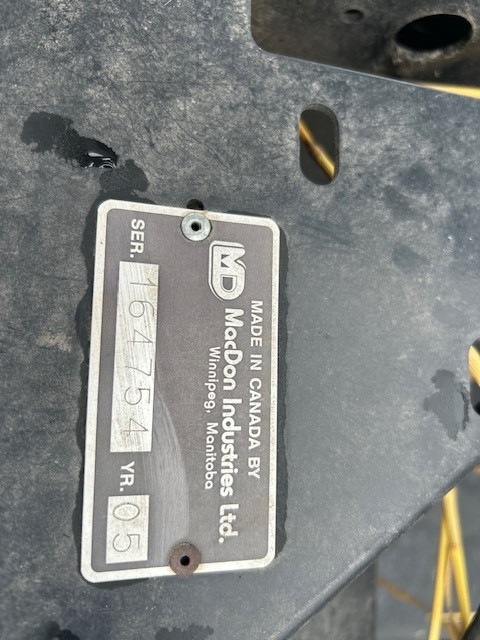 MD
MADE IN CANADA BY
MacDon Industries Ltd.
Winnipeg, Manitoba
SER. 164754 YR. 05